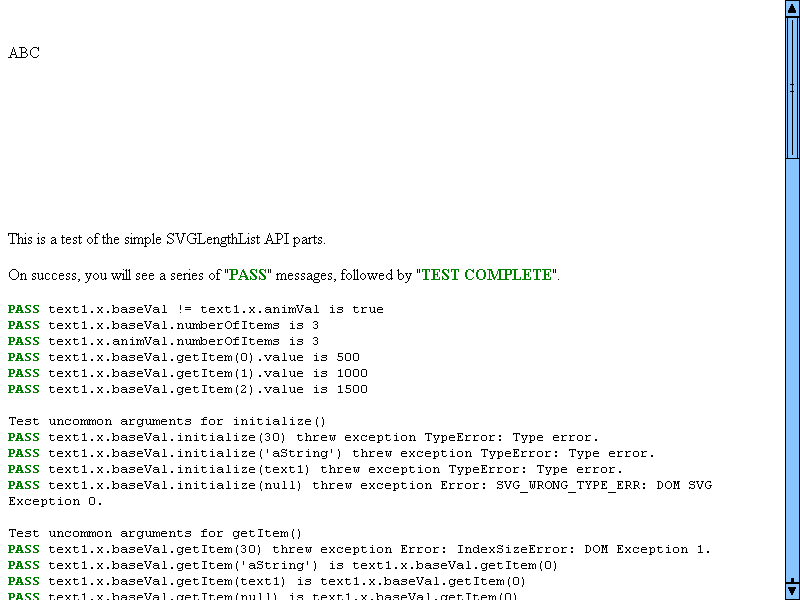 ABC
This is a test of the simple SVGLengthList API parts.
On success, you will see a series of "PASS" messages, followed by "TEST COMPLETE".
PASS text1.x.baseVal != text1.x.animVal is true
PASS text1.x.baseVal.numberOfItems is 3
PASS text1.x.animVal.numberOfItems is 3
PASS text1.x.baseVal.getItem(0).value is 500
PASS text1.x.baseVal.getItem(1).value is 1000
PASS text1.x.baseVal.getItem(2).value is 1500
Test uncommon arguments for initialize()
PASS text1.x.baseVal.initialize(30) threw exception TypeError: Type error.
PASS text1.x.baseVal.initialize('aString') threw exception TypeError: Type error.
PASS text1.x.baseVal.initialize(text1) threw exception TypeError: Type error.
PASS text1.x.baseVal.initialize(null) threw exception Error: SVG_WRONG_TYPE_ERR: DOM SVG
Exception 0.
Test uncommon arguments for getItem()
PASS text1.x.baseVal.getItem(30) threw exception Error: IndexSizeError: DOM Exception 1.
PASS text1.x.baseVal.getItem('aString') is text1.x.baseVal.getItem(0)
PASS text1.x.baseVal.getItem(text1) is text1.x.baseVal.getItem(0)
PASS text1.x.baseVal.getItem(null) is text1.x.baseVal.getItem(0)